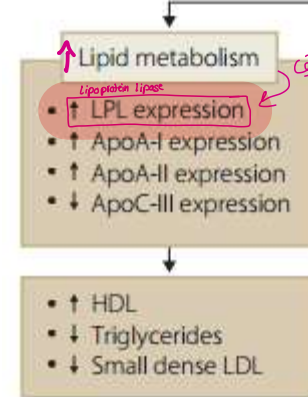 ↑ Lipid metabolism
Lipoprotein lipase
• ↑ LPL expression
• ↑ ApoA-I expression
• ↑ ApoA-II expression
• ↓ ApoC-III expression
• ↑ HDL
• ↓ Triglycerides
• ↓ Small dense LDL